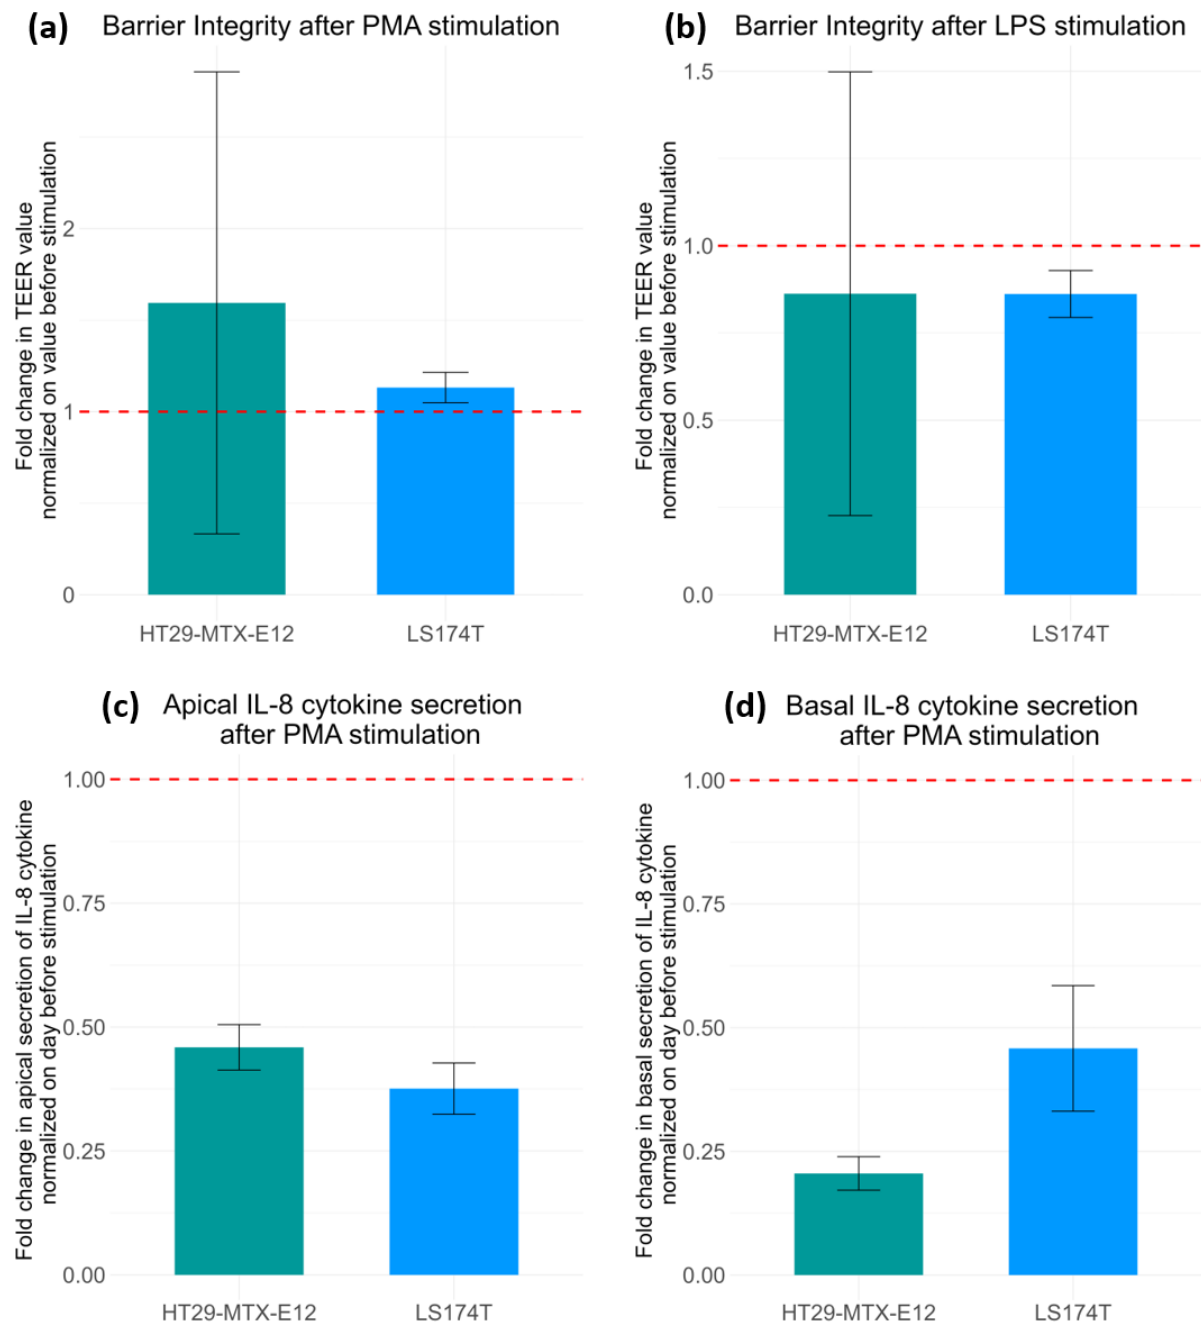 (a) Barrier Integrity after PMA stimulation
Fold change in TEER value
normalized on value before stimulation
2
1
0
HT29-MTX-E12 LS174T
(b) Barrier Integrity after LPS stimulation
Fold change in TEER value
normalized on value before stimulation
1.5
1.0
0.5
0.0
HT29-MTX-E12 LS174T
(c) Apical IL-8 cytokine secretion
after PMA stimulation
Fold change in apical secretion of IL-8 cytokine
normalized on day before stimulation
1.00
0.75
0.50
0.25
0.00
HT29-MTX-E12 LS174T
(d) Basal IL-8 cytokine secretion
after PMA stimulation
Fold change in basal secretion of IL-8 cytokine
normalized on day before stimulation
1.00
0.75
0.50
0.25
0.00
HT29-MTX-E12 LS174T